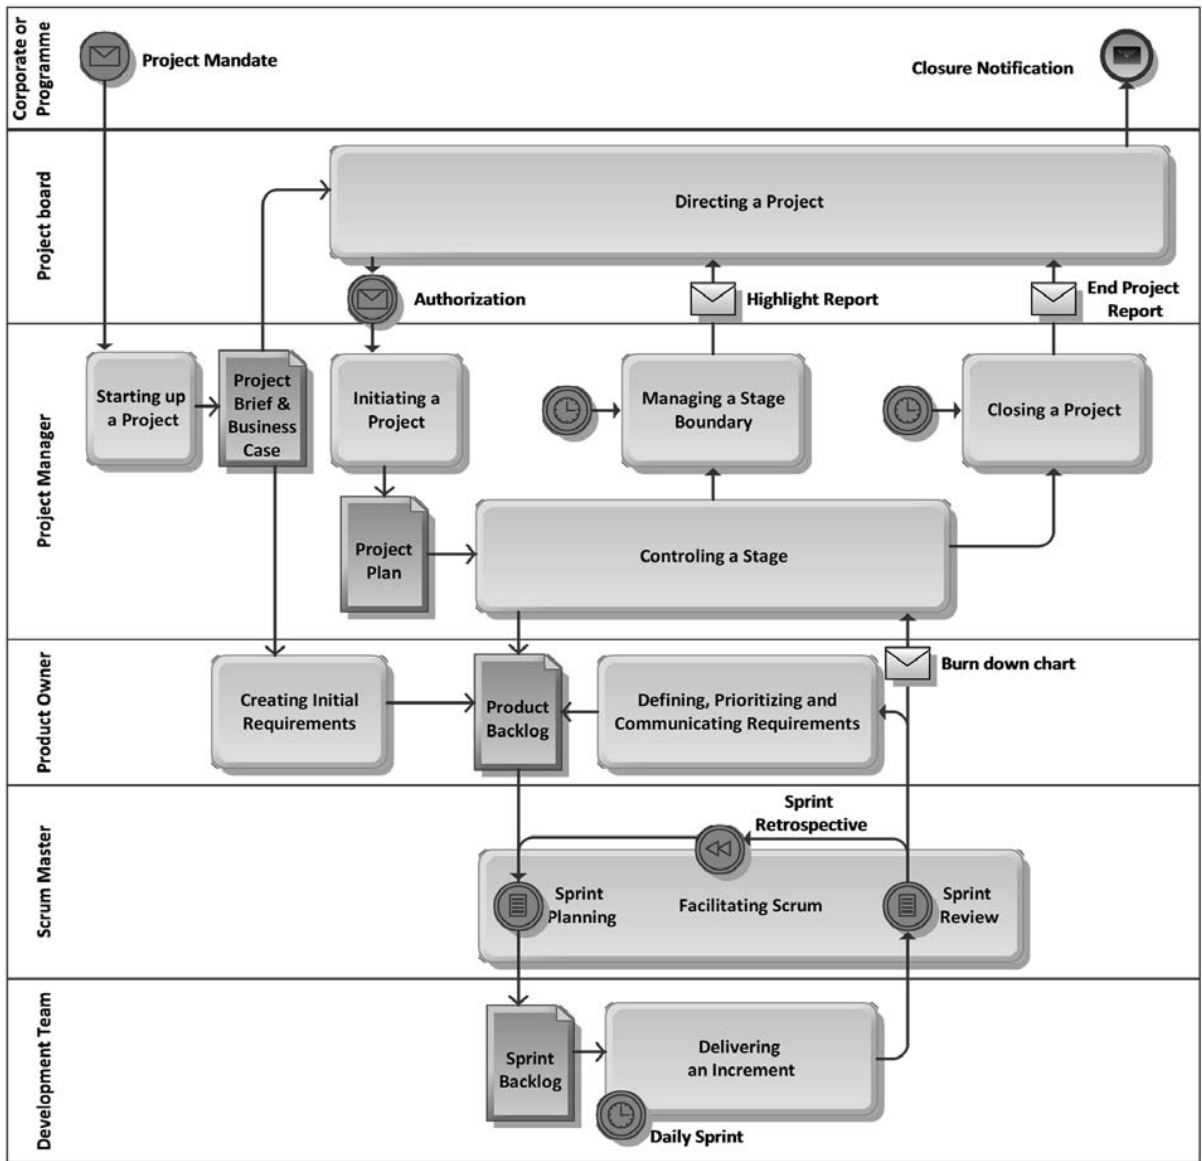 Corporate or
Programme
Project Mandate
Closure Notification
Project board
Directing a Project
Authorization
Highlight Report
End Project
Report
Project Manager
Starting up
a Project
Project
Brief &
Business
Case
Initiating a
Project
Managing a Stage
Boundary
Closing a Project
Project
Plan
Controling a Stage
Product Owner
Creating Initial
Requirements
Product
Backlog
Defining, Prioritizing and
Communicating Requirements
Burn down chart
Scrum Master
Sprint
Retrospective
Sprint
Planning
Facilitating Scrum
Sprint
Review
Development Team
Sprint
Backlog
Delivering
an Increment
Daily Sprint